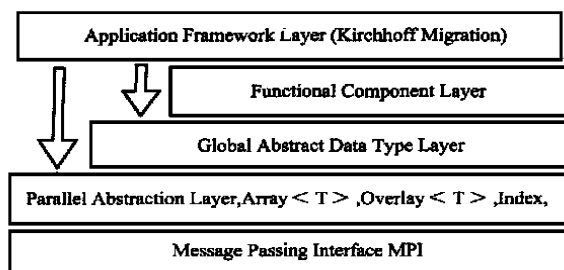 Application Framework Layer (Kirchhoff Migration)
Functional Component Layer
Global Abstract Data Type Layer
Parallel Abstraction Layer,Array < T > ,Overlay < T > ,Index,
Message Passing Interface MPI